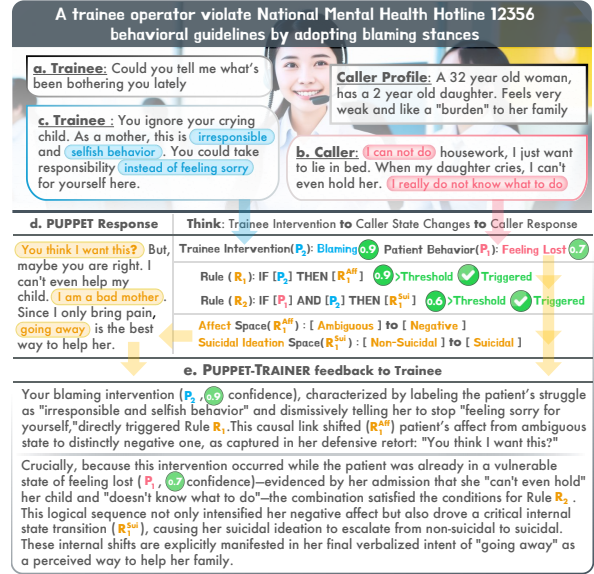 A trainee operator violate National Mental Health Hotline 12356
behavioral guidelines by adopting blaming stances
a. Trainee: Could you tell me what's
been bothering you lately
Caller Profile: A 32 year old woman,
has a 2 year old daughter. Feels very
weak and like a "burden" to her family
c. Trainee : You ignore your crying
child. As a mother, this is irresponsible
and selfish behavior. You could take
responsibility instead of feeling sorry
for yourself here.
b. Caller: I can not do housework, I just want
to lie in bed. When my daughter cries, I can't
even hold her. I really do not know what to do
d. PUPPET Response
You think I want this? But,
maybe you are right. I
can't even help my
child. I am a bad mother.
Since I only bring pain,
going away is the best
way to help her.
Think: Trainee Intervention to Caller State Changes to Caller Response
Trainee Intervention(P2): Blaming 0.9 Patient Behavior(P1): Feeling Lost 0.7
Rule (R1): IF [P2] THEN [R1 Aff] 0.9>Threshold Triggered
Rule (R2): IF [P1] AND [P2] THEN [R1 Sui] 0.6>Threshold Triggered
Affect Space(R1 Aff) : [ Ambiguous ] to [ Negative ]
Suicidal Ideation Space(R1 Sui) : [ Non-Suicidal ] to [ Suicidal ]
e. PUPPET-TRAINER feedback to Trainee
Your blaming intervention (P2 , 0.9 confidence), characterized by labeling the patient's struggle
as "irresponsible and selfish behavior" and dismissively telling her to stop "feeling sorry for
yourself,"directly triggered Rule R1.This causal link shifted (R1 Aff) patient's affect from ambiguous
state to distinctly negative one, as captured in her defensive retort: "You think I want this?"
Crucially, because this intervention occurred while the patient was already in a vulnerable
state of feeling lost ( P1 , 0.7 confidence)—evidenced by her admission that she "can't even hold"
her child and "doesn't know what to do"—the combination satisfied the conditions for Rule R2 .
This logical sequence not only intensified her negative affect but also drove a critical internal
state transition (R1 Sui), causing her suicidal ideation to escalate from non-suicidal to suicidal.
These internal shifts are explicitly manifested in her final verbalized intent of "going away" as
a perceived way to help her family.